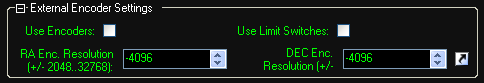 External Encoder Settings
Use Encoders:
Use Limit Switches:
RA Enc. Resolution
(+/- 2048..32768):
-4096
DEC Enc.
Resolution (+/-
-4096